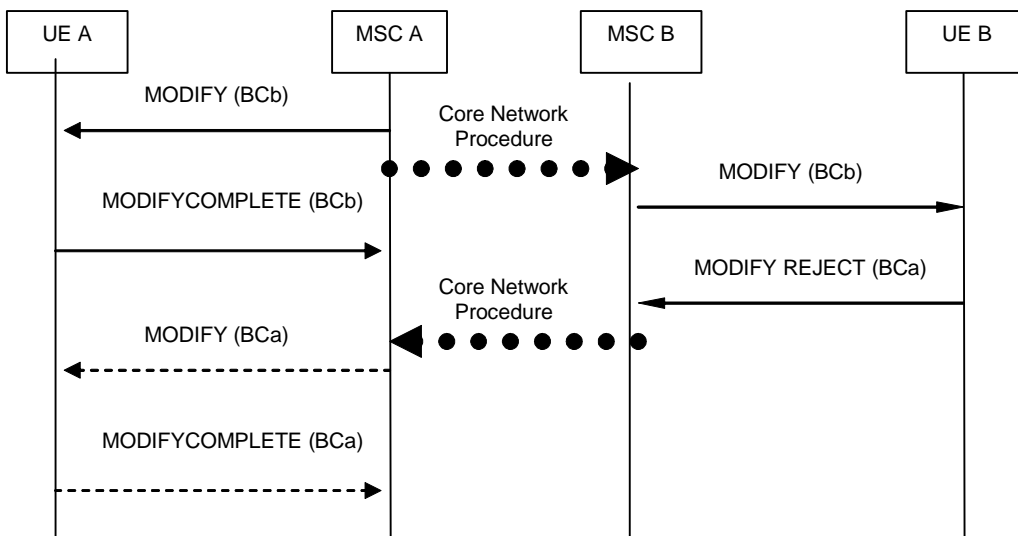 UE A
MSC A
MSC B
UE B
MODIFY (BCb)
Core Network
Procedure
MODIFY (BCb)
MODIFYCOMPLETE (BCb)
MODIFY REJECT (BCa)
Core Network
Procedure
MODIFY (BCa)
MODIFYCOMPLETE (BCa)